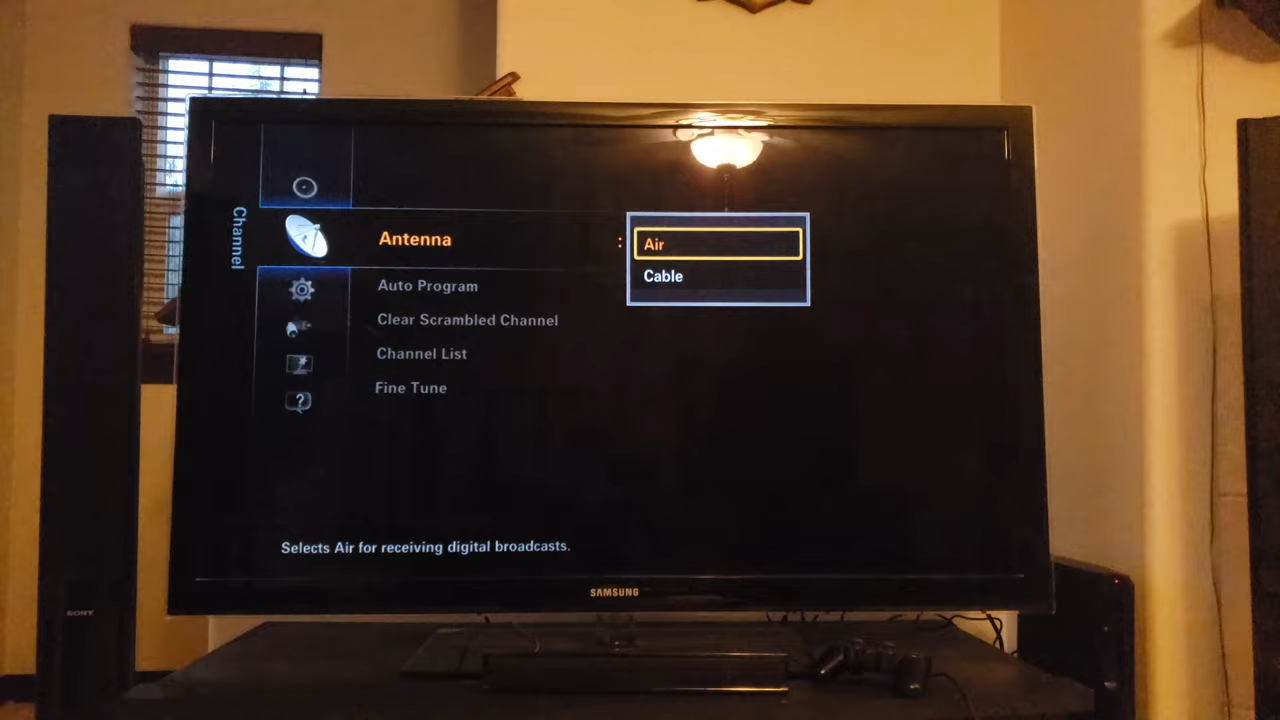 Channel
Antenna
:
Air
Cable
Auto Program
Clear Scrambled Channel
Channel List
Fine Tune
Selects Air for receiving digital broadcasts.
SAMSUNG
SONY